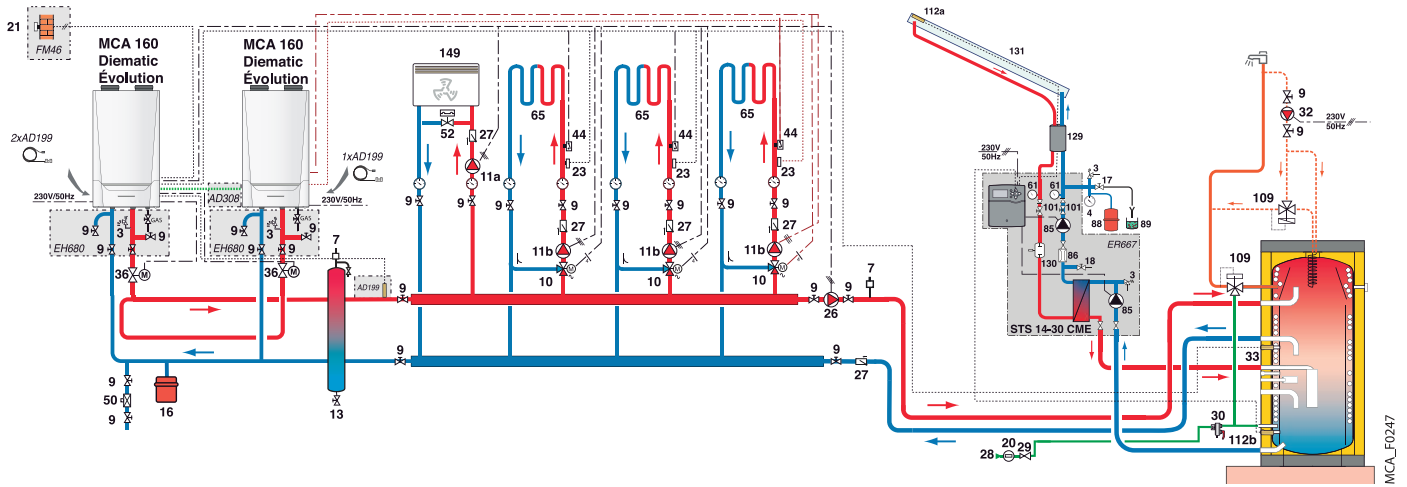 21
FM46
MCA 160
Diematic
Évolution
MCA 160
Diematic
Évolution
2xAD199
1xAD199
230V/50Hz
230V/50Hz
AD308
GAS
GAS
3
3
9
9
9
9
9
9
EH680
EH680
36
M
36
M
7
AD199
9
9
9
50
9
16
13
149
52
27
11a
9
9
65
44
23
9
9
27
11b
M
10
65
44
23
9
9
27
11b
M
10
65
44
23
9
9
27
11b
M
10
9
26
9
7
9
27
112a
131
129
230V
50Hz
61
61
3
17
101
101
4
88
89
85
ER667
130
86
18
3
85
STS 14-30 CME
9
32
230V
50Hz
9
109
109
33
30
112b
28
20
29
MCA_F0247